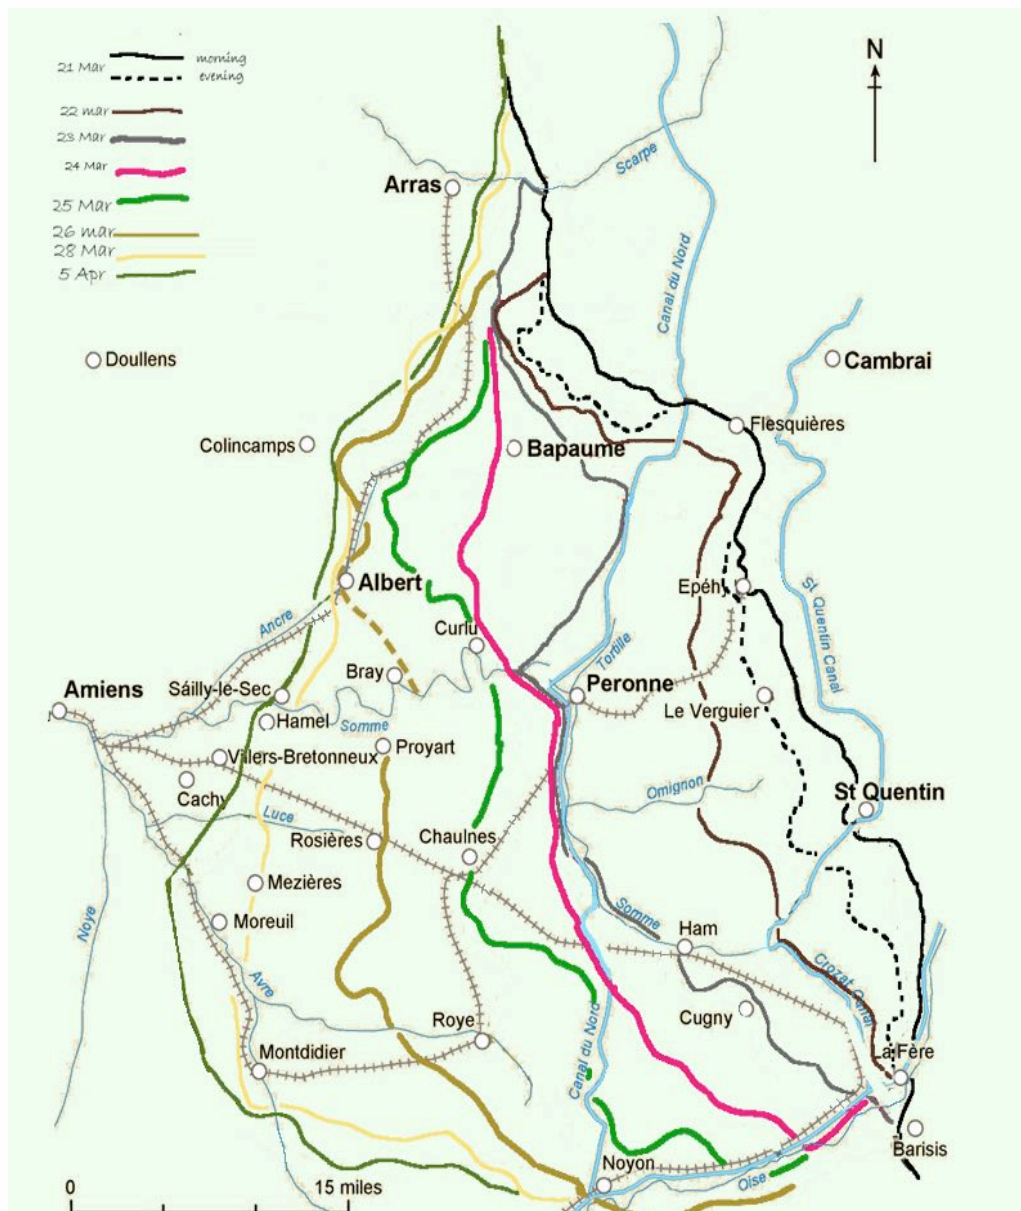 N
21 Mar
morning
evening
22 mar
23 Mar
24 Mar
25 Mar
26 mar
28 Mar
5 Apr
Scarpe
Arras
Canal du Nord
Doullens
Cambrai
Colincamps
Bapaume
Flesquières
Albert
Epéhy
St Quentin Canal
Ancre
Curlu
Tortille
Bray
Amiens
Sáilly-le-Sec
Peronne
Le Verguier
Hamel
Somme
Villers-Bretonneux
Proyart
Cachy
Omignon
St Quentin
Luce
Rosières
Chaulnes
Mezières
Noye
Moreuil
Somme
Ham
Avre
Crozat Canal
Cugny
Roye
Canal du Nord
Montdidier
La Fère
Barisis
Noyon
Oise
0
15 miles